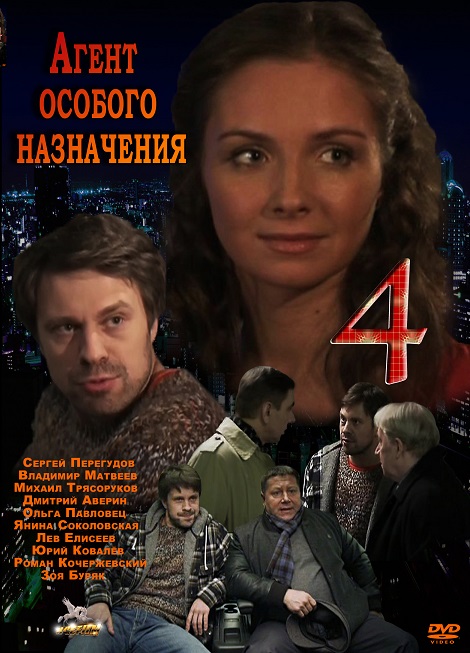 Агент
особого
назначения
4
Сергей Перегудов
Владимир Матвеев
Михаил Трясоруков
Дмитрий Аверин
Ольга Павловец
Янина Соколовская
Лев Елисеев
Юрий Ковалев
Роман Кочержевский
Зоя Буряк
DVD
VIDEO